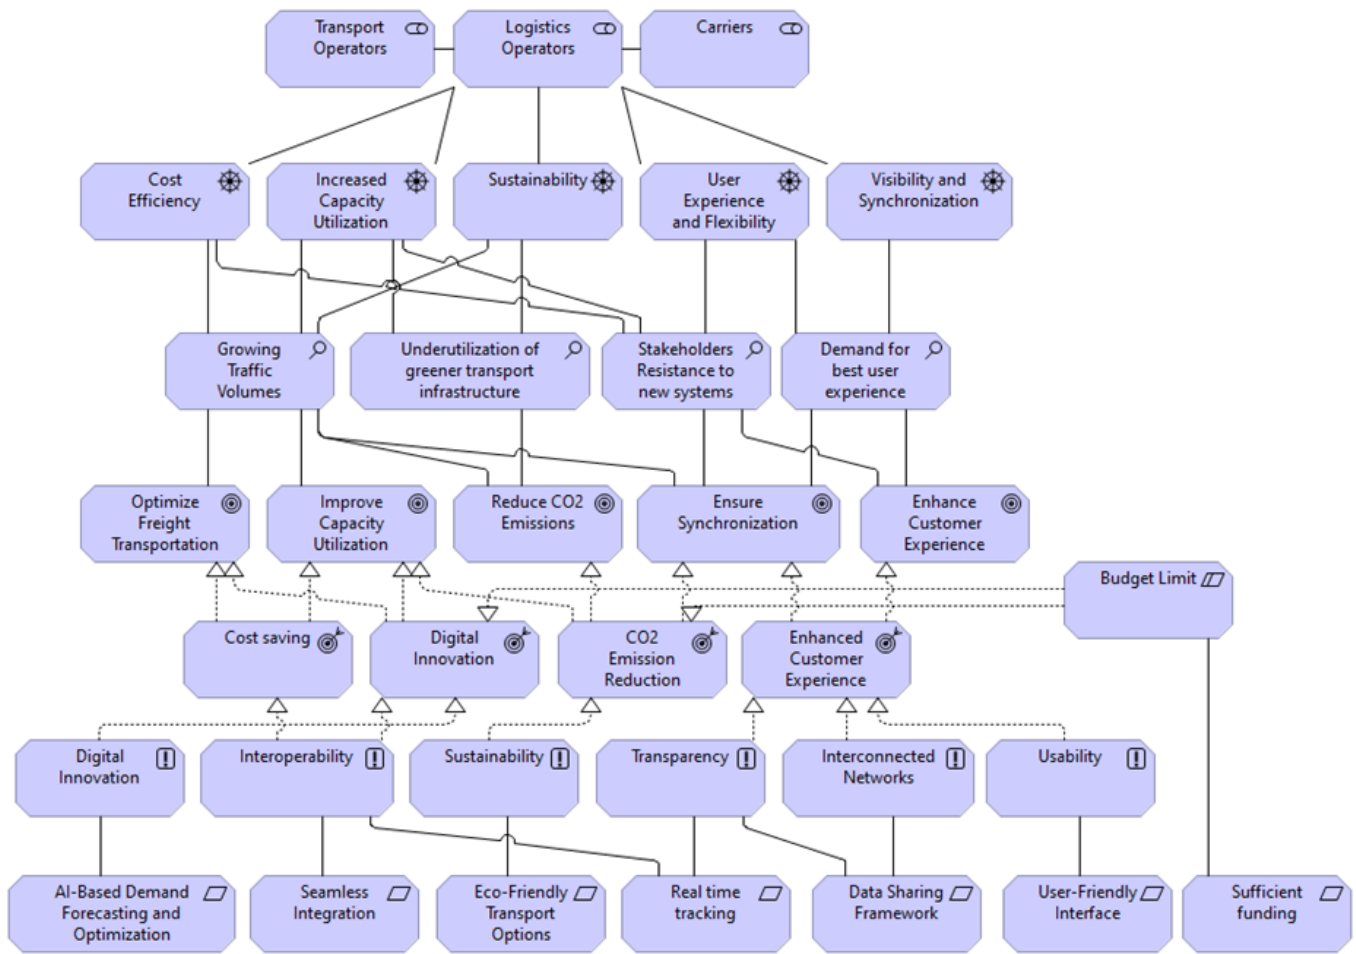 Transport
Operators
Logistics
Operators
Carriers
Cost
Efficiency
Increased
Capacity
Utilization
Sustainability
User
Experience
and Flexibility
Visibility and
Synchronization
Growing
Traffic
Volumes
Underutilization of
greener transport
infrastructure
Stakeholders
Resistance to
new systems
Demand for
best user
experience
Optimize
Freight
Transportation
Improve
Capacity
Utilization
Reduce CO2
Emissions
Ensure
Synchronization
Enhance
Customer
Experience
Budget Limit
Cost saving
Digital
Innovation
CO2
Emission
Reduction
Enhanced
Customer
Experience
Digital
Innovation
Interoperability
Sustainability
Transparency
Interconnected
Networks
Usability
AI-Based Demand
Forecasting and
Optimization
Seamless
Integration
Eco-Friendly
Transport
Options
Real time
tracking
Data Sharing
Framework
User-Friendly
Interface
Sufficient
funding